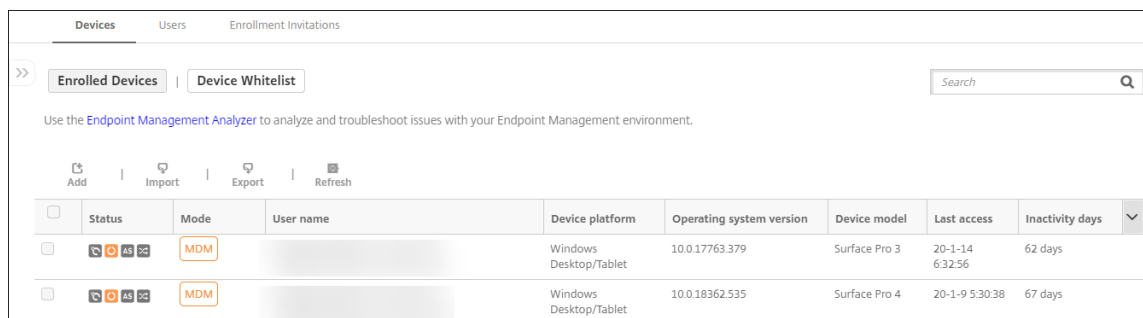 Devices Users Enrollment Invitations
Enrolled Devices | Device Whitelist Search
Use the Endpoint Management Analyzer to analyze and troubleshoot issues with your Endpoint Management environment.
Add | Import | Export | Refresh
Status Mode User name Device platform Operating system version Device model Last access Inactivity days
AS MDM Windows 10.0.17763.379 Surface Pro 3 20-1-14 62 days
Desktop/Tablet 6:32:56
AS MDM Windows 10.0.18362.535 Surface Pro 4 20-1-9 5:30:38 67 days
Desktop/Tablet